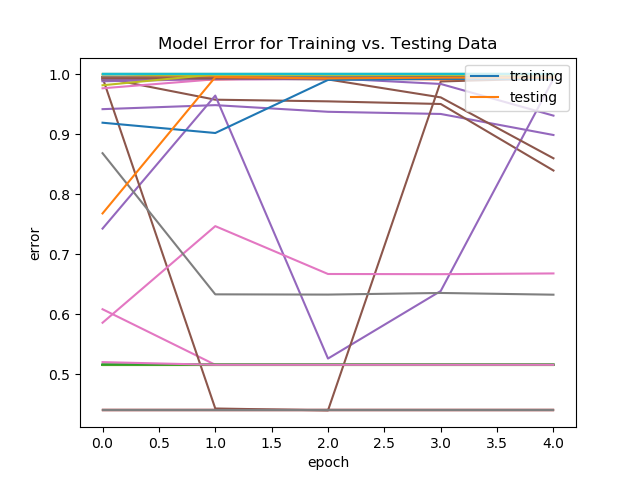 Model Error for Training vs. Testing Data
1.0
0.9
0.8
0.7
0.6
0.5
error
training
testing
0.0 0.5 1.0 1.5 2.0 2.5 3.0 3.5 4.0
epoch